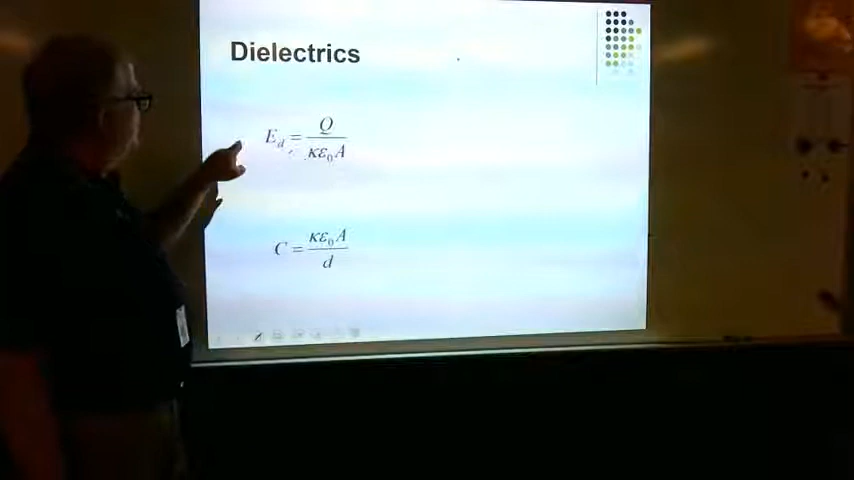 Dielectrics
E_d = Q / κε₀A
C = κε₀A / d